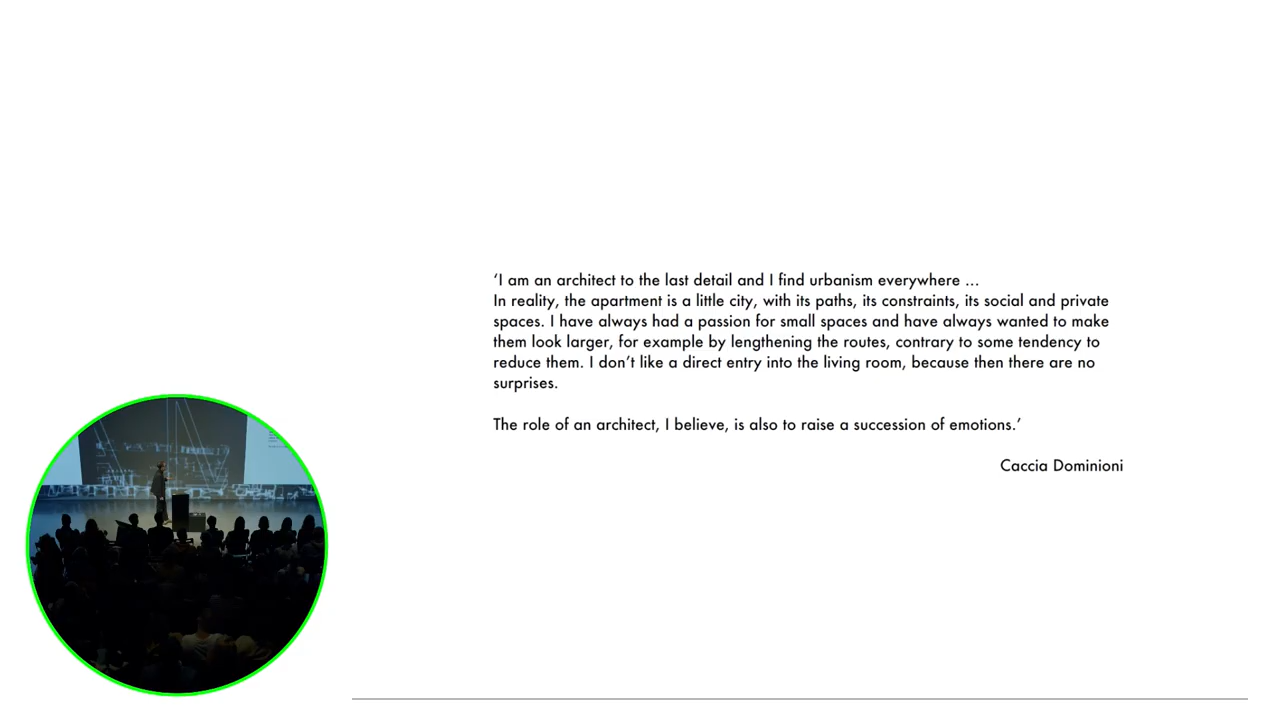 ‘I am an architect to the last detail and I find urbanism everywhere ...
In reality, the apartment is a little city, with its paths, its constraints, its social and private
spaces. I have always had a passion for small spaces and have always wanted to make
them look larger, for example by lengthening the routes, contrary to some tendency to
reduce them. I don’t like a direct entry into the living room, because then there are no
surprises.
The role of an architect, I believe, is also to raise a succession of emotions.’
Caccia Dominioni